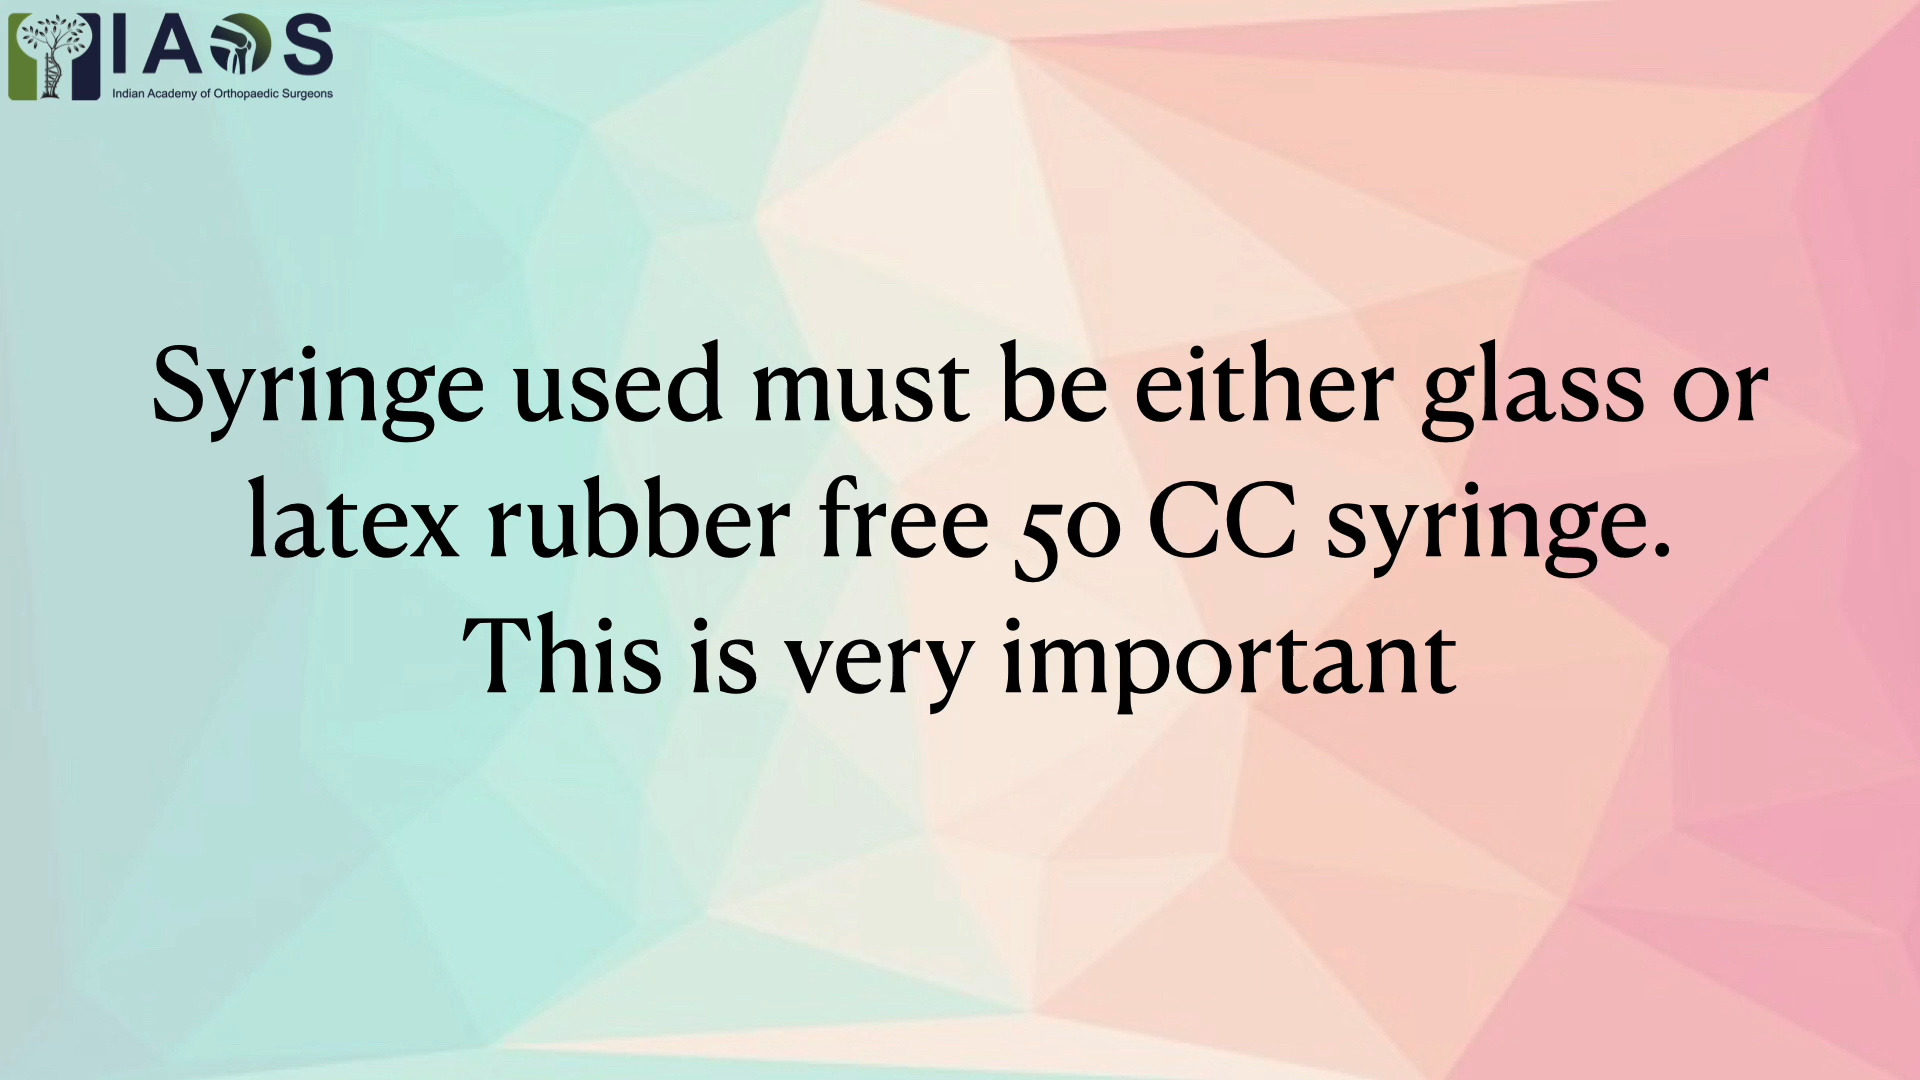 IAOS
Indian Academy of Orthopaedic Surgeons
Syringe used must be either glass or
latex rubber free 50 CC syringe.
This is very important